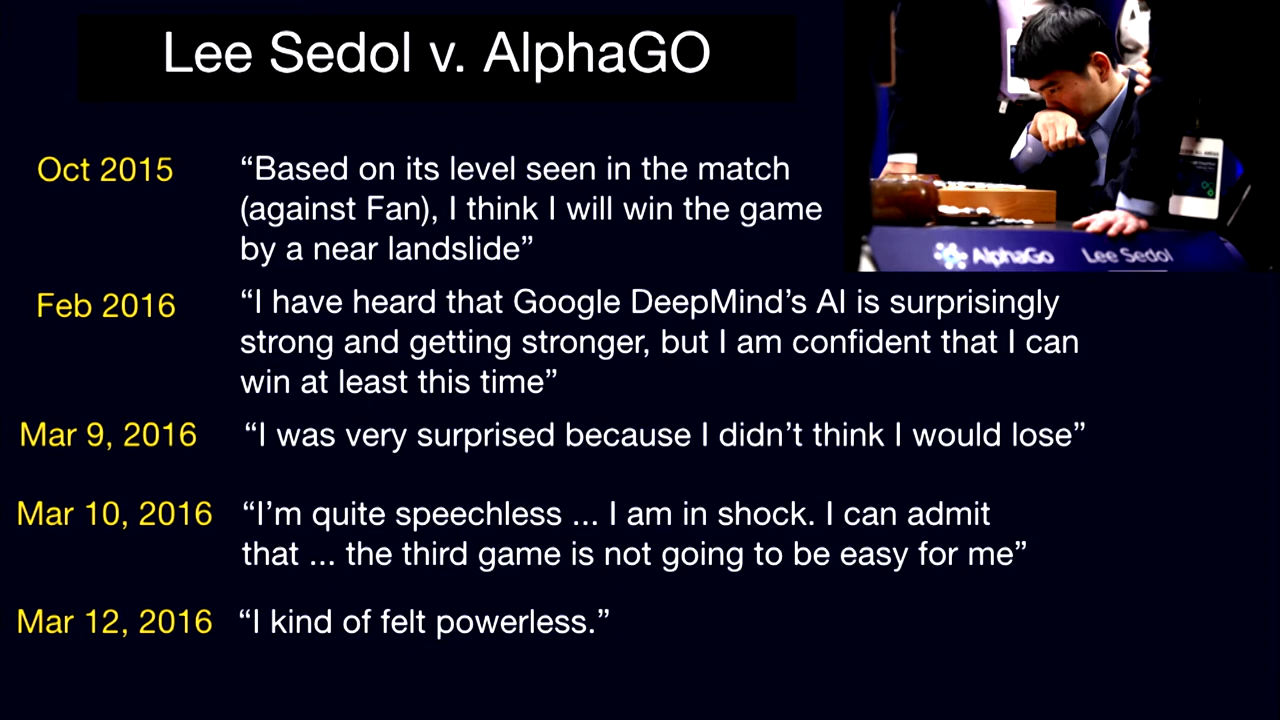 Lee Sedol v. AlphaGO
Oct 2015
“Based on its level seen in the match
(against Fan), I think I will win the game
by a near landslide”
AlphaGo
Lee Sedol
Feb 2016
“I have heard that Google DeepMind’s AI is surprisingly
strong and getting stronger, but I am confident that I can
win at least this time”
Mar 9, 2016
“I was very surprised because I didn’t think I would lose”
Mar 10, 2016
“I’m quite speechless ... I am in shock. I can admit
that ... the third game is not going to be easy for me”
Mar 12, 2016
“I kind of felt powerless.”